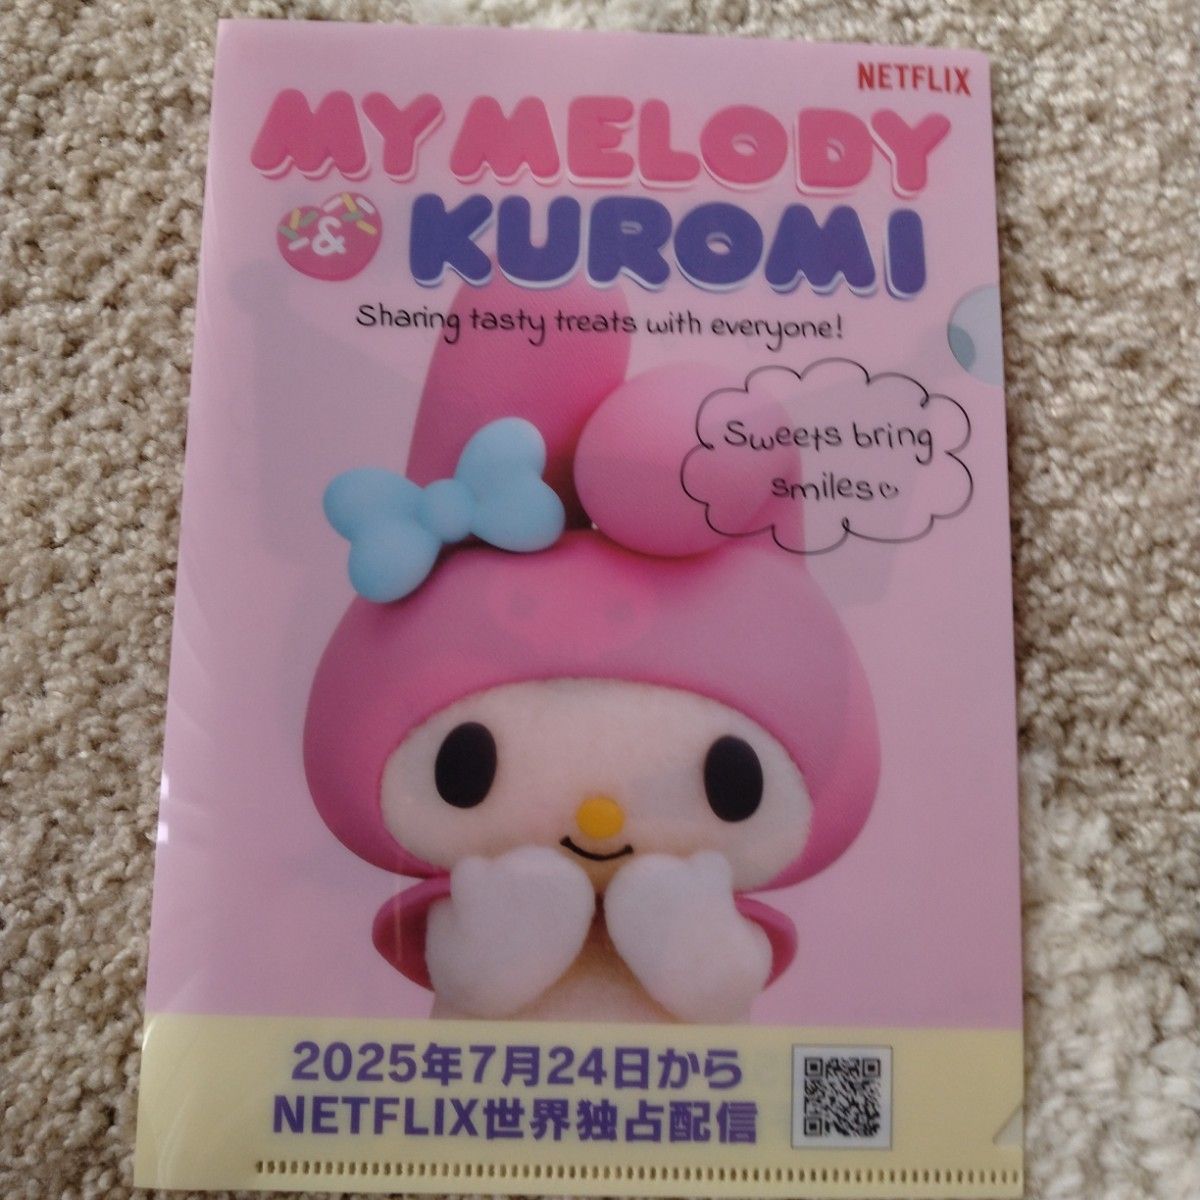 NETFLIX
MY MELODY
& KUROMI
Sharing tasty treats with everyone!
Sweets bring
smiles♡
2025年7月24日から
NETFLIX世界独占配信